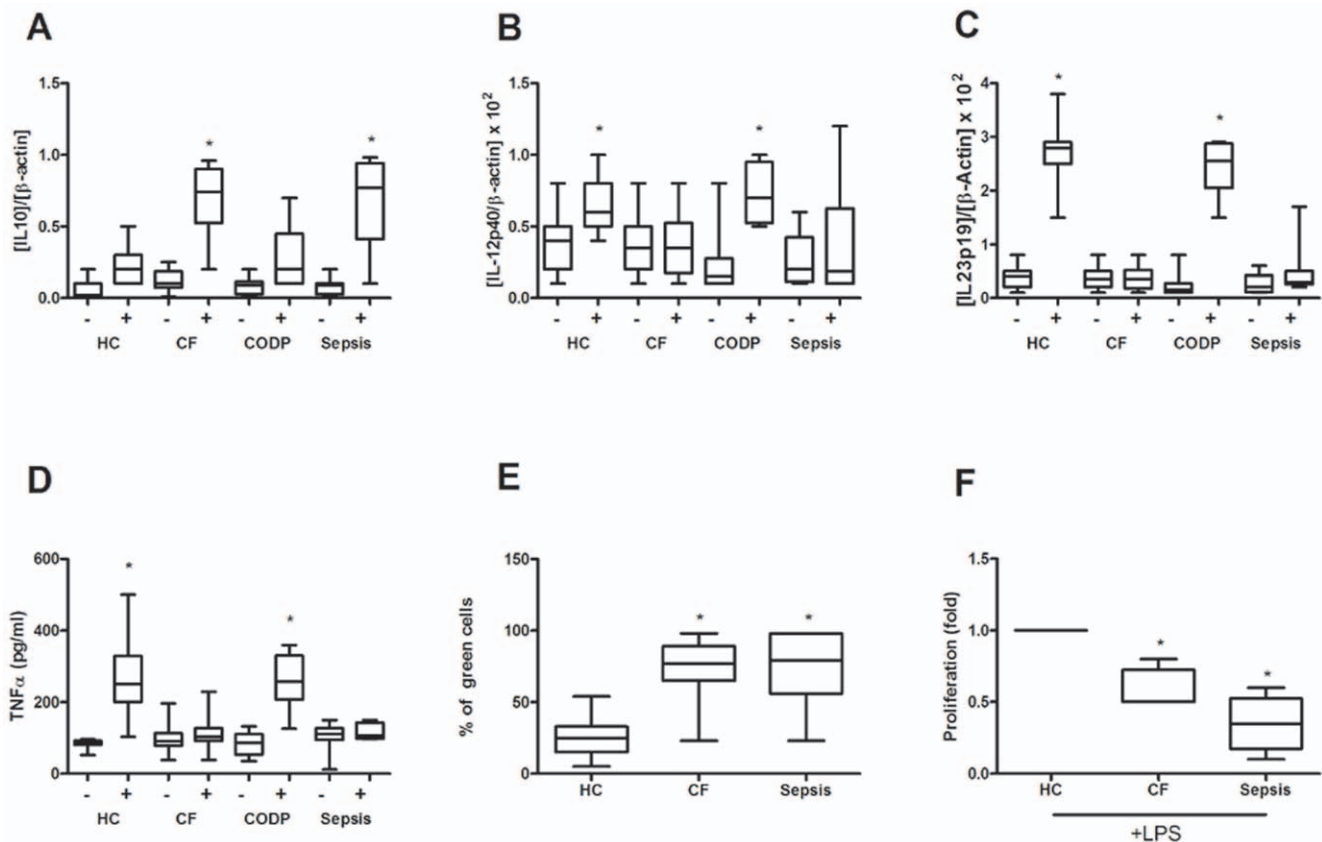 A
[IL10]/[β-actin]
1.5
1.0
0.5
0.0
- + - + - + - +
HC CF CODP Sepsis
B
[IL-12p40/β-actin] x 10²
1.5
1.0
0.5
0.0
- + - + - + - +
HC CF CODP Sepsis
C
[IL23p19]/[β-Actin] x 10²
4
3
2
1
0
- + - + - + - +
HC CF CODP Sepsis
D
TNFα (pg/ml)
600
400
200
0
- + - + - + - +
HC CF CODP Sepsis
E
% of green cells
150
100
50
0
HC CF Sepsis
F
Proliferation (fold)
1.5
1.0
0.5
0.0
HC CF Sepsis
+LPS